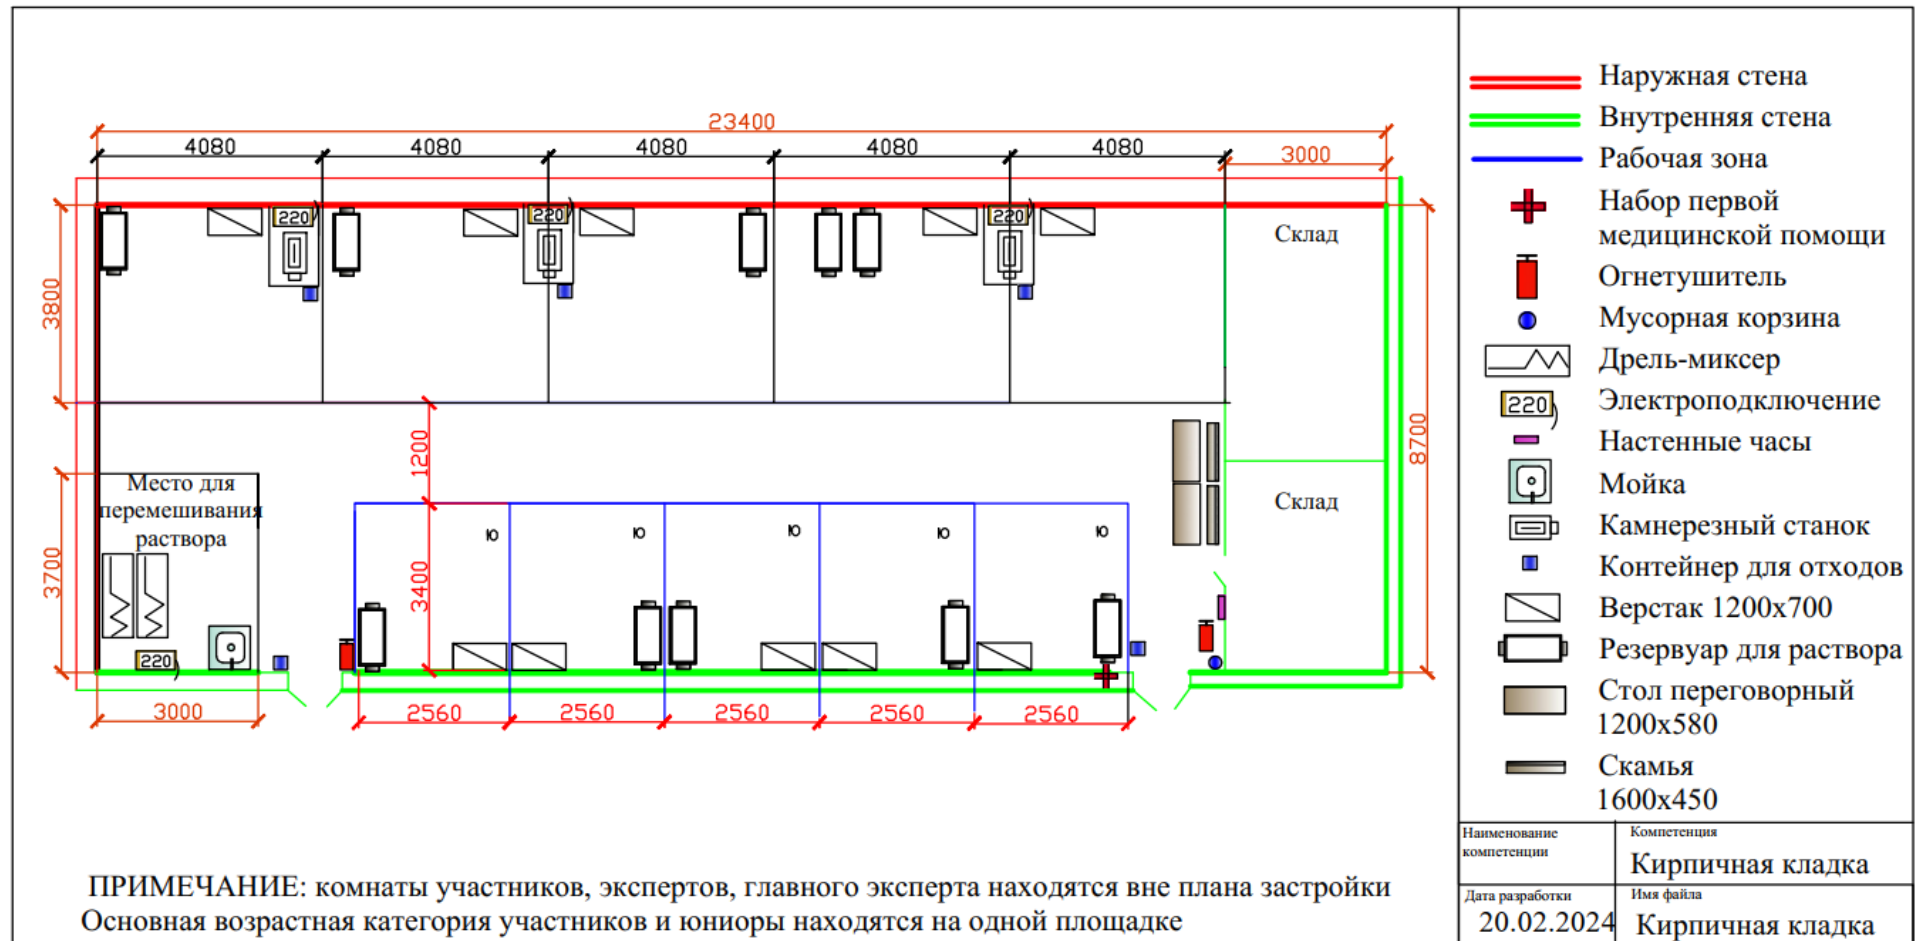 23400
4080
4080
4080
4080
4080
3000
220
220
220
Склад
3800
1200
8700
Место для
перемешивания
раствора
Склад
3700
3400
ю
ю
ю
ю
ю
220
3000
2560
2560
2560
2560
2560
ПРИМЕЧАНИЕ: комнаты участников, экспертов, главного эксперта находятся вне плана застройки
Основная возрастная категория участников и юниоры находятся на одной площадке
Наружная стена
Внутренняя стена
Рабочая зона
Набор первой
медицинской помощи
Огнетушитель
Мусорная корзина
Дрель-миксер
220
Электроподключение
Настенные часы
Мойка
Камнерезный станок
Контейнер для отходов
Верстак 1200х700
Резервуар для раствора
Стол переговорный
1200х580
Скамья
1600х450
Наименование
компетенции
Компетенция
Кирпичная кладка
Дата разработки
20.02.2024
Имя файла
Кирпичная кладка